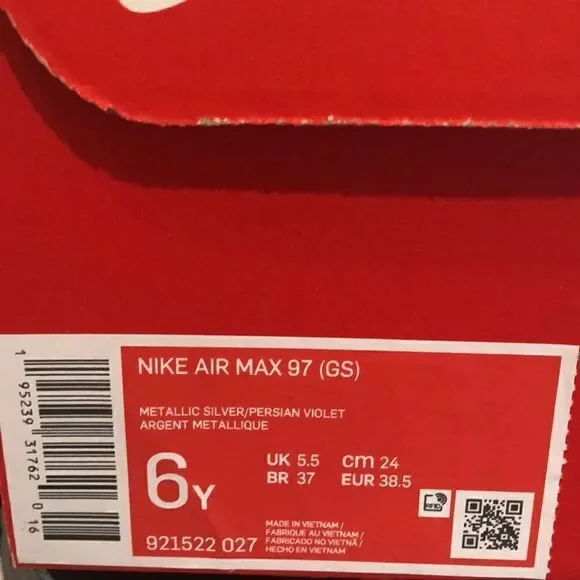 NIKE AIR MAX 97 (GS)
METALLIC SILVER/PERSIAN VIOLET
ARGENT METALLIQUE
6Y
UK 5.5 cm 24
BR 37 EUR 38.5
921522 027
MADE IN VIETNAM /
FABRIQUE AU VIETNAM /
FABRICADO NO VIETNÃ /
HECHO EN VIETNAM
RFID
1 95239 31762 0 16